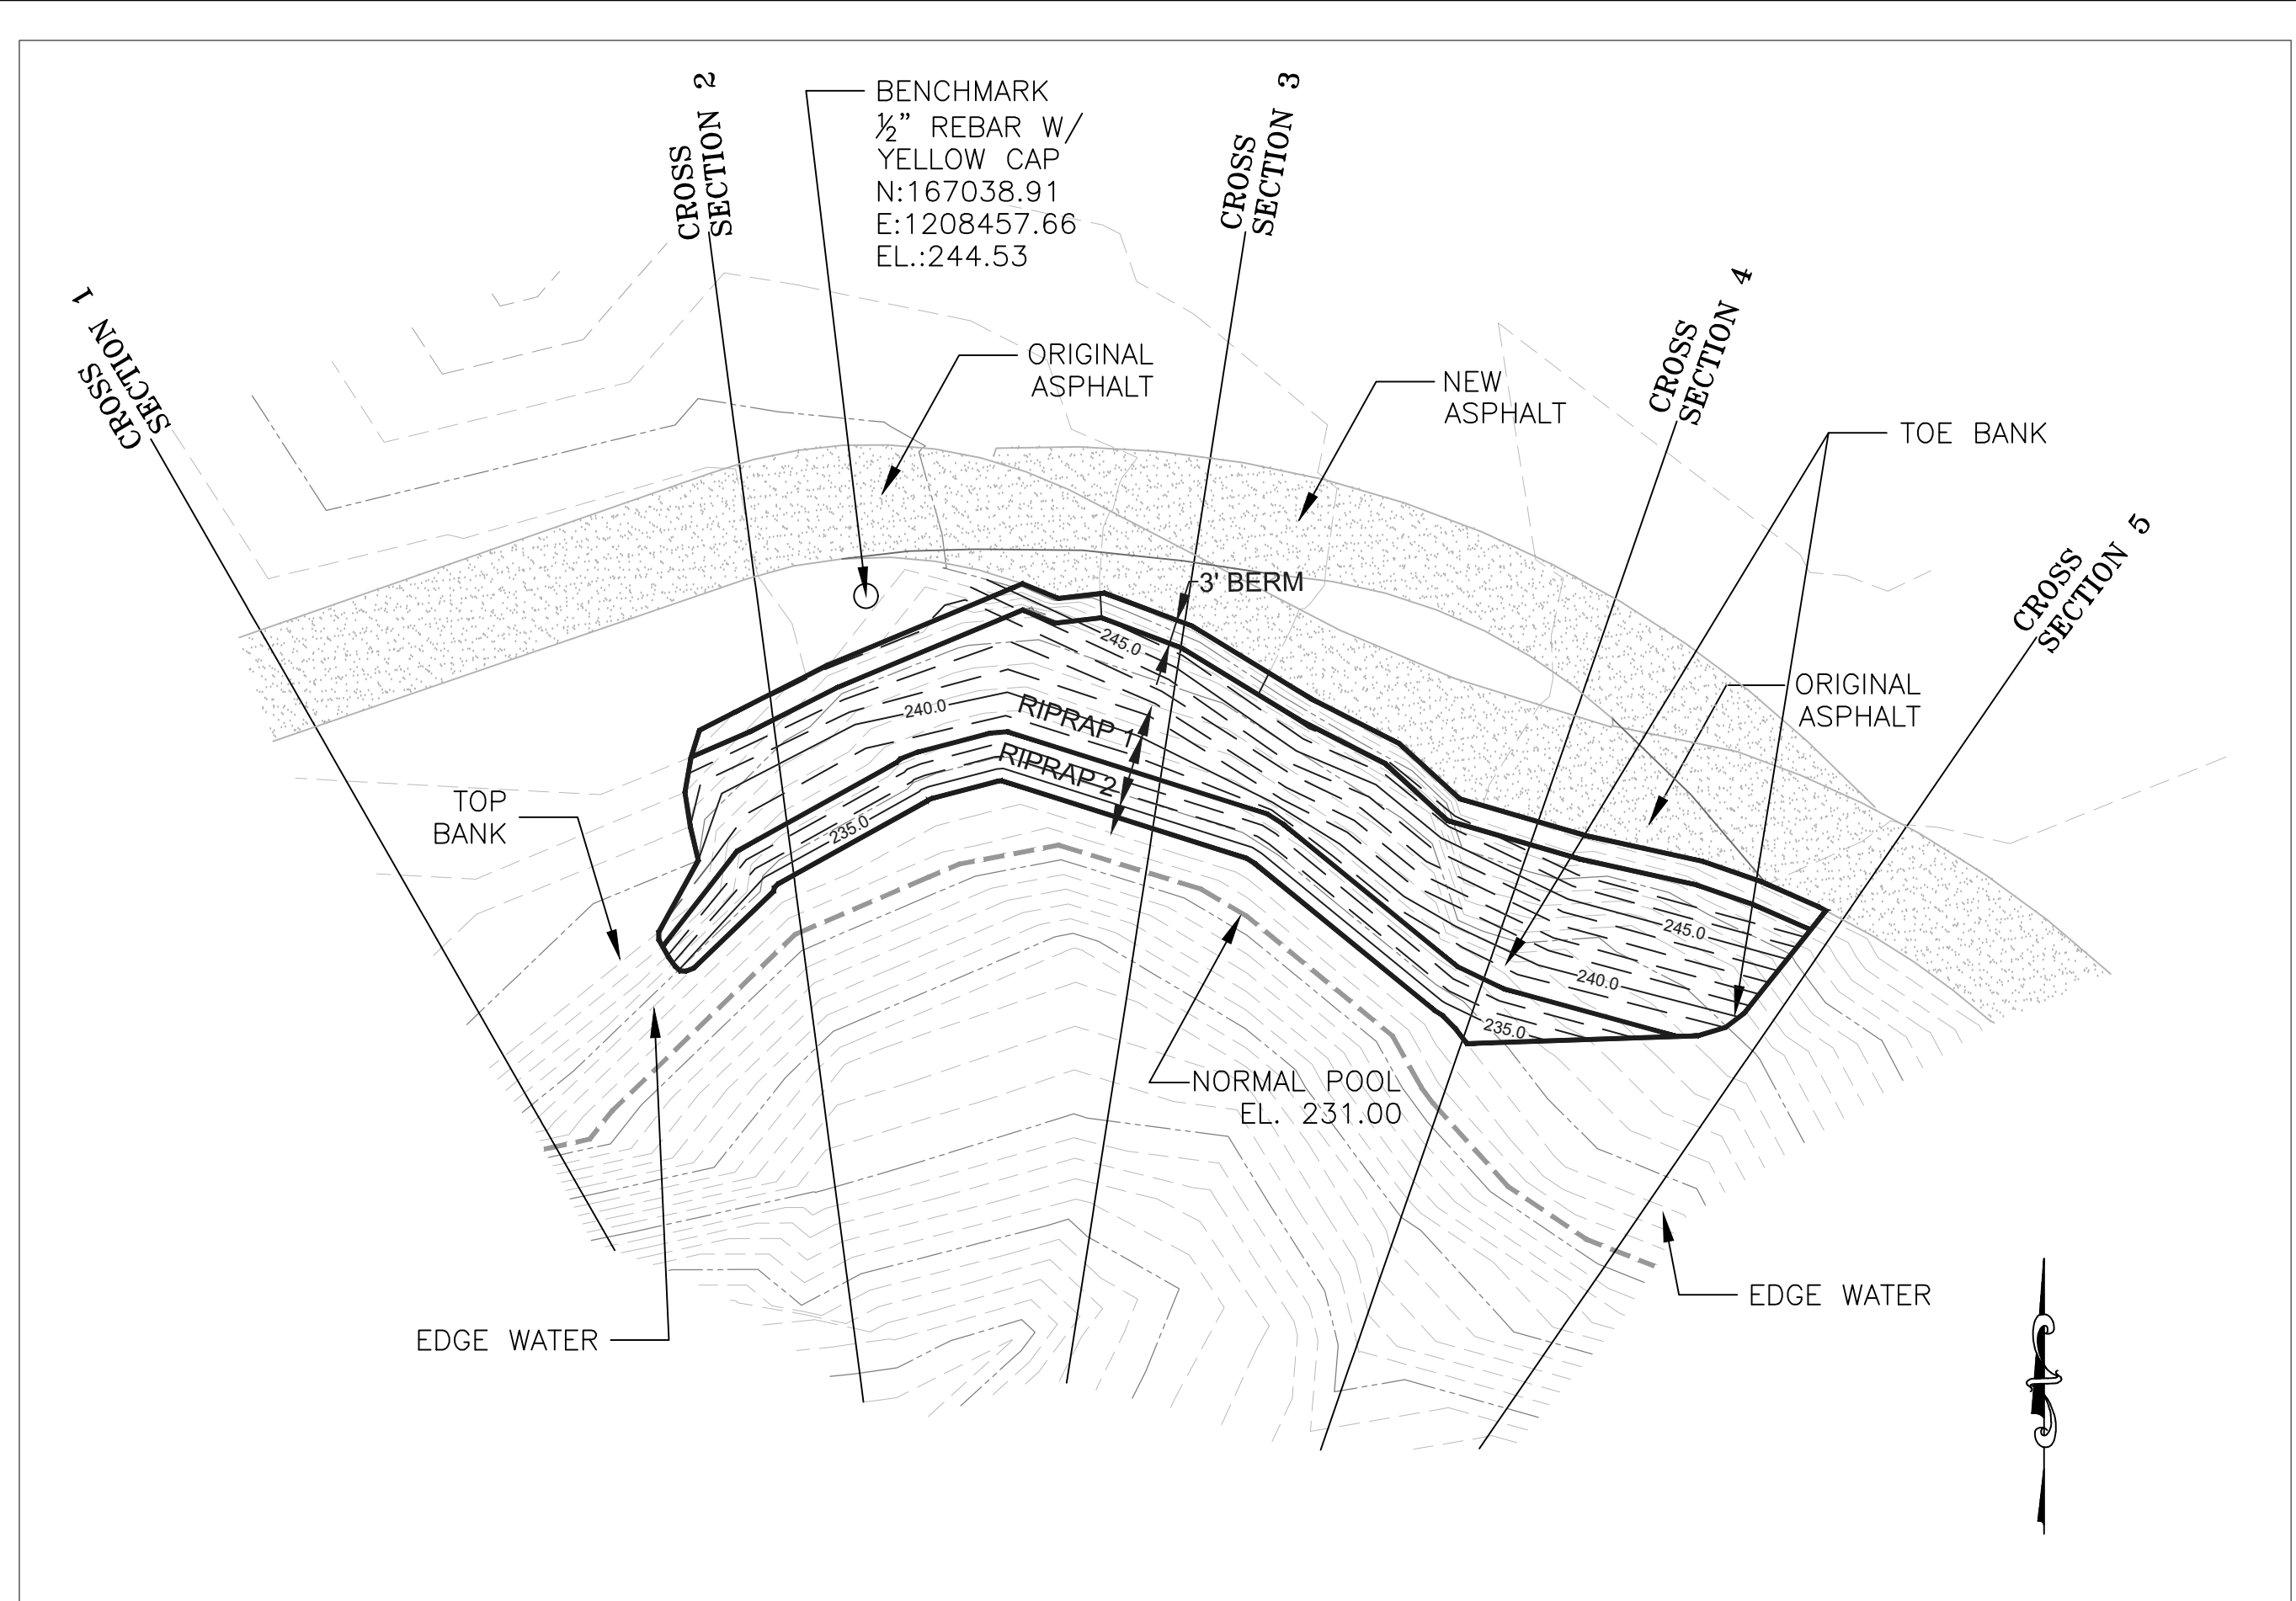 CROSS
SECTION 1
CROSS
SECTION 2
BENCHMARK
½” REBAR W/
YELLOW CAP
N:167038.91
E:1208457.66
EL.:244.53
CROSS
SECTION 3
CROSS
SECTION 4
CROSS
SECTION 5
ORIGINAL
ASPHALT
NEW
ASPHALT
TOE BANK
3' BERM
245.0
240.0
RIPRAP 1
RIPRAP 2
235.0
ORIGINAL
ASPHALT
TOP
BANK
245.0
240.0
235.0
NORMAL POOL
EL. 231.00
EDGE WATER
EDGE WATER